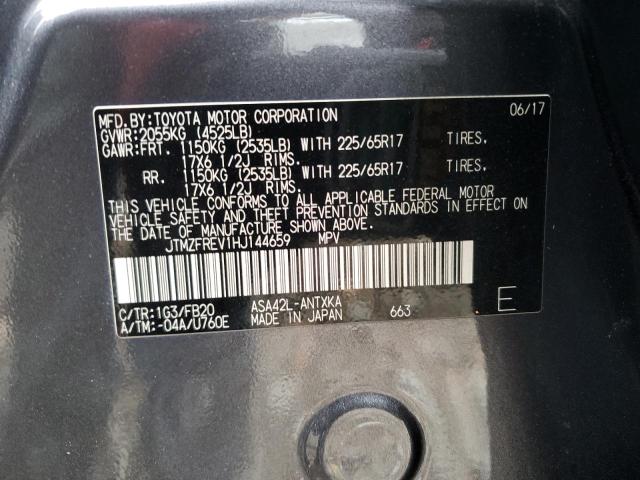 MFD.BY:TOYOTA MOTOR CORPORATION 06/17
GVWR:2055KG (4525LB)
GAWR:FRT. 1150KG (2535LB) WITH 225/65R17 TIRES.
17X6 1/2J RIMS.
RR. 1150KG (2535LB) WITH 225/65R17 TIRES.
17X6 1/2J RIMS.
THIS VEHICLE CONFORMS TO ALL APPLICABLE FEDERAL MOTOR
VEHICLE SAFETY AND THEFT PREVENTION STANDARDS IN EFFECT ON
THE DATE OF MANUFACTURE SHOWN ABOVE.
JTMZFREV1HJ144659 MPV
C/TR:1G3/FB20 ASA42L-ANTXKA
A/TM:-04A/U760E MADE IN JAPAN 663 E